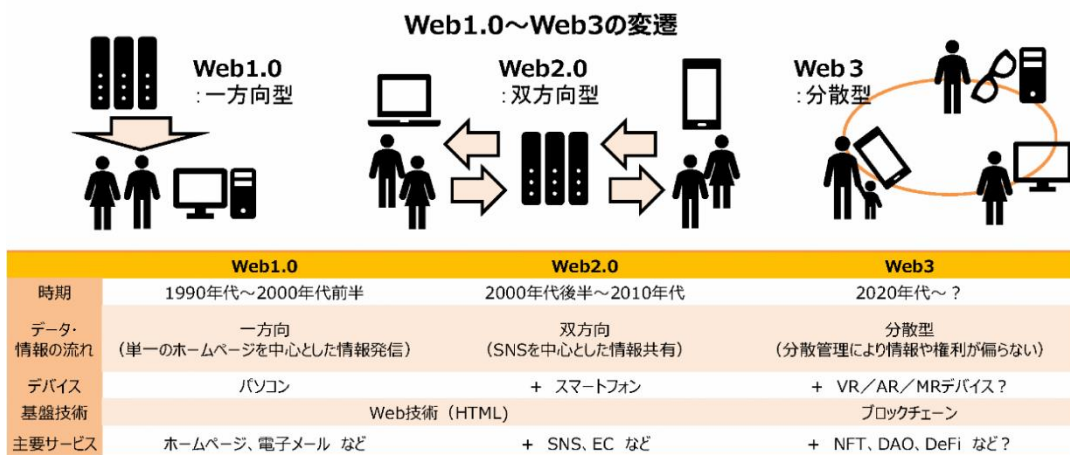 Web1.0～Web3の変遷
Web1.0
：一方向型
Web2.0
：双方向型
Web3
：分散型
Web1.0 Web2.0 Web3
時期 1990年代～2000年代前半 2000年代後半～2010年代 2020年代～？
データ・
情報の流れ
一方向
（単一のホームページを中心とした情報発信）
双方向
（SNSを中心とした情報共有）
分散型
（分散管理により情報や権利が偏らない）
デバイス パソコン + スマートフォン + VR／AR／MRデバイス？
基盤技術 Web技術（HTML） ブロックチェーン
主要サービス ホームページ、電子メール など + SNS、EC など + NFT、DAO、DeFi など？